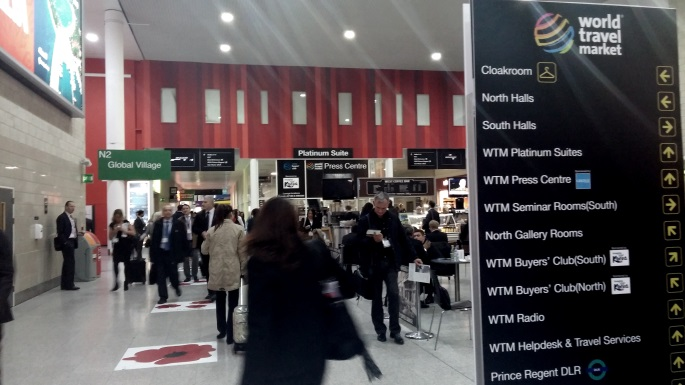 world
travel
market
Cloakroom
North Halls
South Halls
WTM Platinum Suites
WTM Press Centre
WTM Seminar Rooms(South)
North Gallery Rooms
WTM Buyers' Club(South)
WTM Buyers' Club(North)
WTM Radio
WTM Helpdesk & Travel Services
Prince Regent DLR
N2
Global Village
Platinum Suite
Press Centre